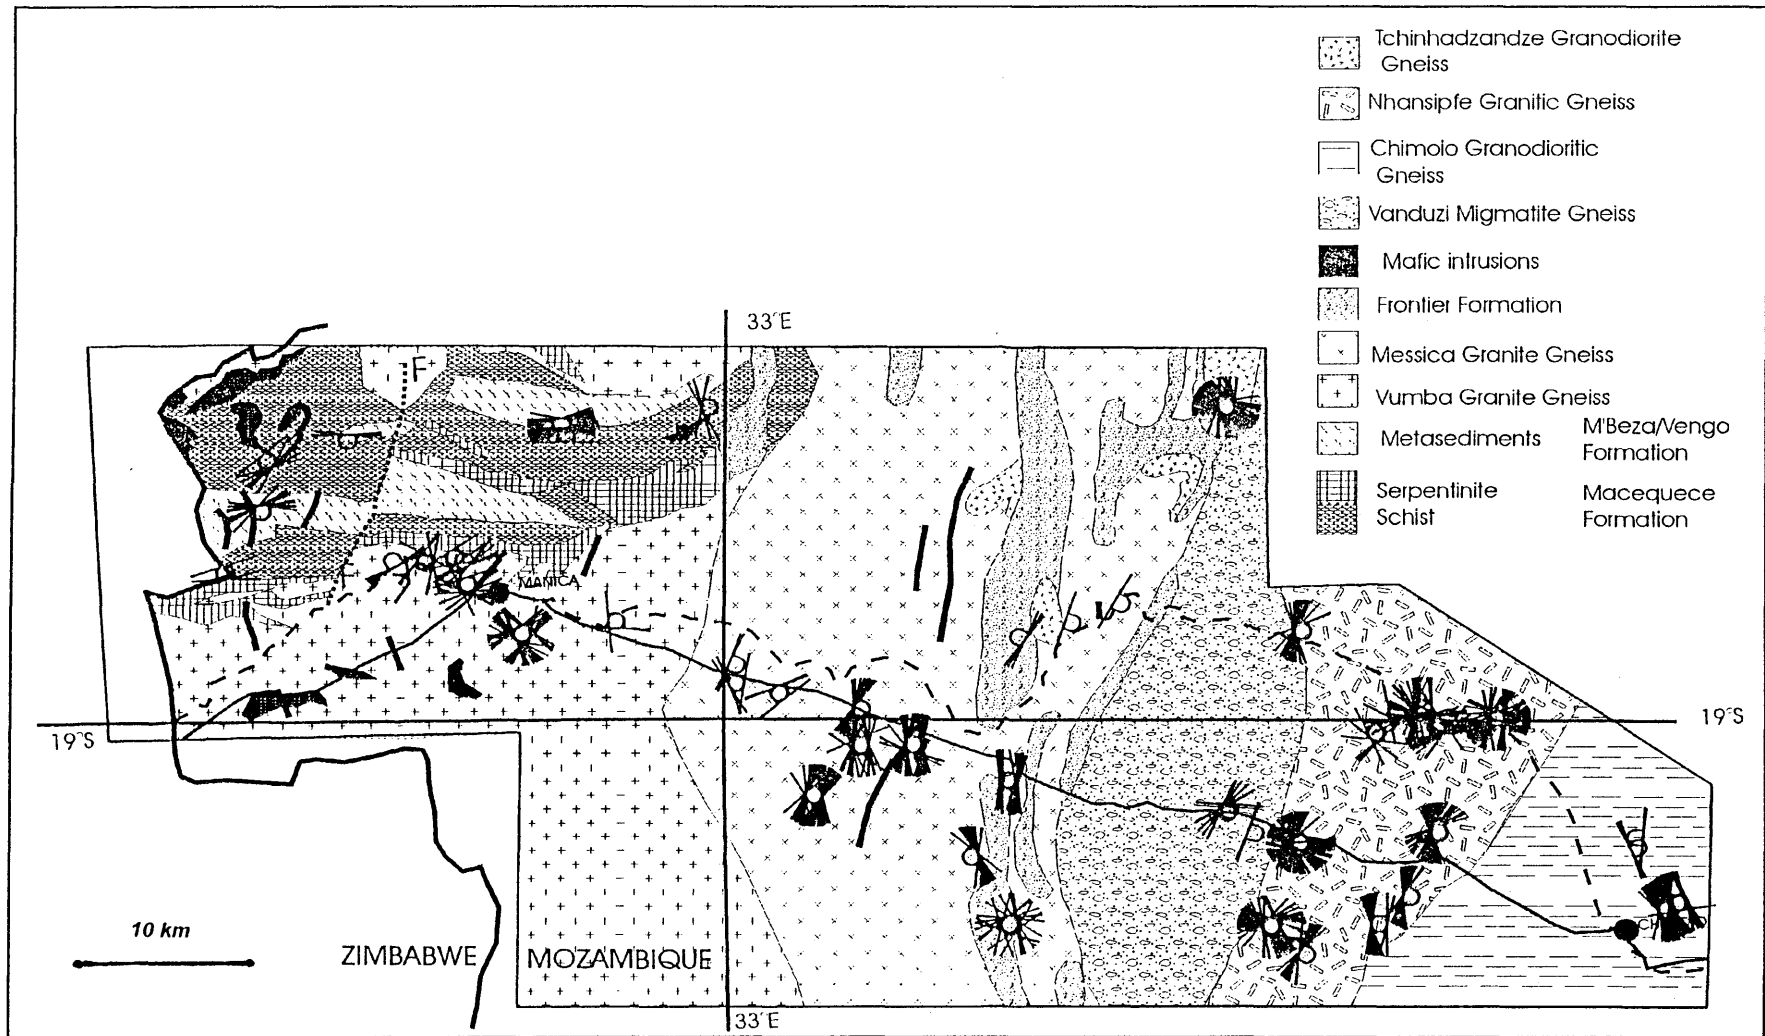 Tchinhadzandze Granodiorite
Gneiss
Nhansipfe Granitic Gneiss
Chimoio Granodioritic
Gneiss
Vanduzi Migmatite Gneiss
Mafic intrusions
Frontier Formation
Messica Granite Gneiss
Vumba Granite Gneiss
Metasediments M'Beza/Vengo
Formation
Serpentinite Macequece
Schist Formation
33°E
F
MANICA
19°S
19°S
10 km
ZIMBABWE
MOZAMBIQUE
33°E